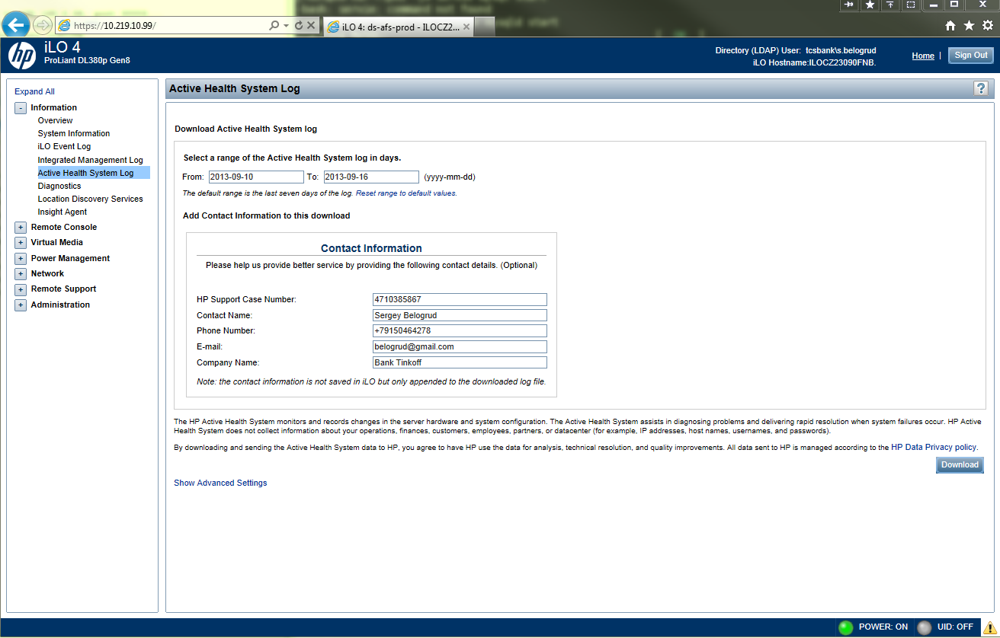 bash: servcie: command not found
sqld start
https://10.219.10.99/
iLO 4: ds-afs-prod - ILOCZ2...
hp
iLO 4
ProLiant DL380p Gen8
Directory (LDAP) User: tcsbank\s.belogrud
iLO Hostname:ILOCZ23090FNB.
Home | Sign Out
Expand All
- Information
Overview
System Information
iLO Event Log
Integrated Management Log
Active Health System Log
Diagnostics
Location Discovery Services
Insight Agent
+ Remote Console
+ Virtual Media
+ Power Management
+ Network
+ Remote Support
+ Administration
Active Health System Log
?
Download Active Health System log
Select a range of the Active Health System log in days.
From: 2013-09-10 To: 2013-09-16 (yyyy-mm-dd)
The default range is the last seven days of the log. Reset range to default values.
Add Contact Information to this download
Contact Information
Please help us provide better service by providing the following contact details. (Optional)
HP Support Case Number: 4710385867
Contact Name: Sergey Belogrud
Phone Number: +79150464278
E-mail: belogrud@gmail.com
Company Name: Bank Tinkoff
Note: the contact information is not saved in iLO but only appended to the downloaded log file.
The HP Active Health System monitors and records changes in the server hardware and system configuration. The Active Health System assists in diagnosing problems and delivering rapid resolution when system failures occur. HP Active
Health System does not collect information about your operations, finances, customers, employees, partners, or datacenter (for example, IP addresses, host names, usernames, and passwords).
By downloading and sending the Active Health System data to HP, you agree to have HP use the data for analysis, technical resolution, and quality improvements. All data sent to HP is managed according to the HP Data Privacy policy.
Download
Show Advanced Settings
POWER: ON
UID: OFF